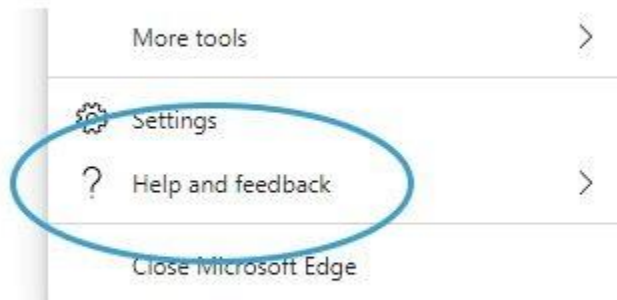 More tools
Settings
? Help and feedback
Close Microsoft Edge